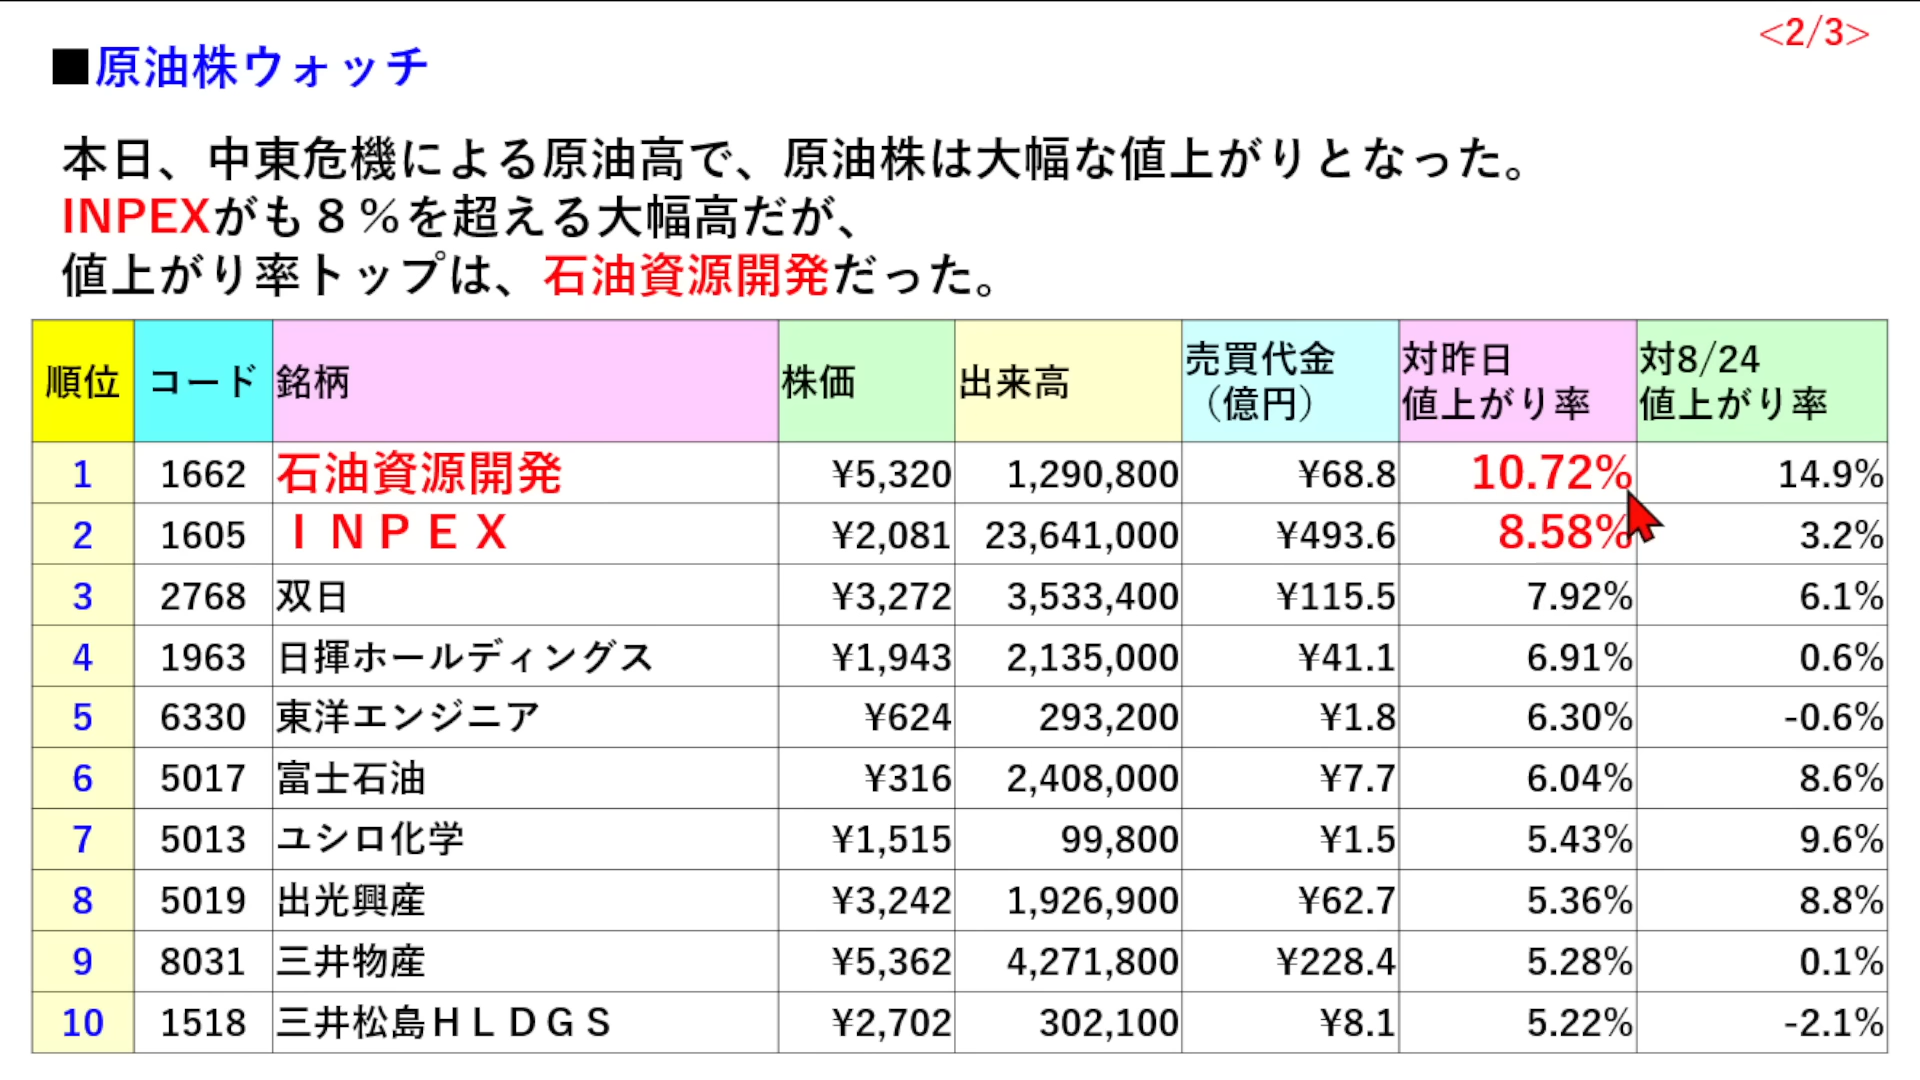 <2/3>
■原油株ウォッチ
本日、中東危機による原油高で、原油株は大幅な値上がりとなった。
INPEXがも８％を超える大幅高だが、
値上がり率トップは、石油資源開発だった。
順位 コード 銘柄 株価 出来高 売買代金（億円） 対昨日値上がり率 対8/24値上がり率
1 1662 石油資源開発 ¥5,320 1,290,800 ¥68.8 10.72% 14.9%
2 1605 ＩＮＰＥＸ ¥2,081 23,641,000 ¥493.6 8.58% 3.2%
3 2768 双日 ¥3,272 3,533,400 ¥115.5 7.92% 6.1%
4 1963 日揮ホールディングス ¥1,943 2,135,000 ¥41.1 6.91% 0.6%
5 6330 東洋エンジニア ¥624 293,200 ¥1.8 6.30% -0.6%
6 5017 富士石油 ¥316 2,408,000 ¥7.7 6.04% 8.6%
7 5013 ユシロ化学 ¥1,515 99,800 ¥1.5 5.43% 9.6%
8 5019 出光興産 ¥3,242 1,926,900 ¥62.7 5.36% 8.8%
9 8031 三井物産 ¥5,362 4,271,800 ¥228.4 5.28% 0.1%
10 1518 三井松島ＨＬＤＧＳ ¥2,702 302,100 ¥8.1 5.22% -2.1%